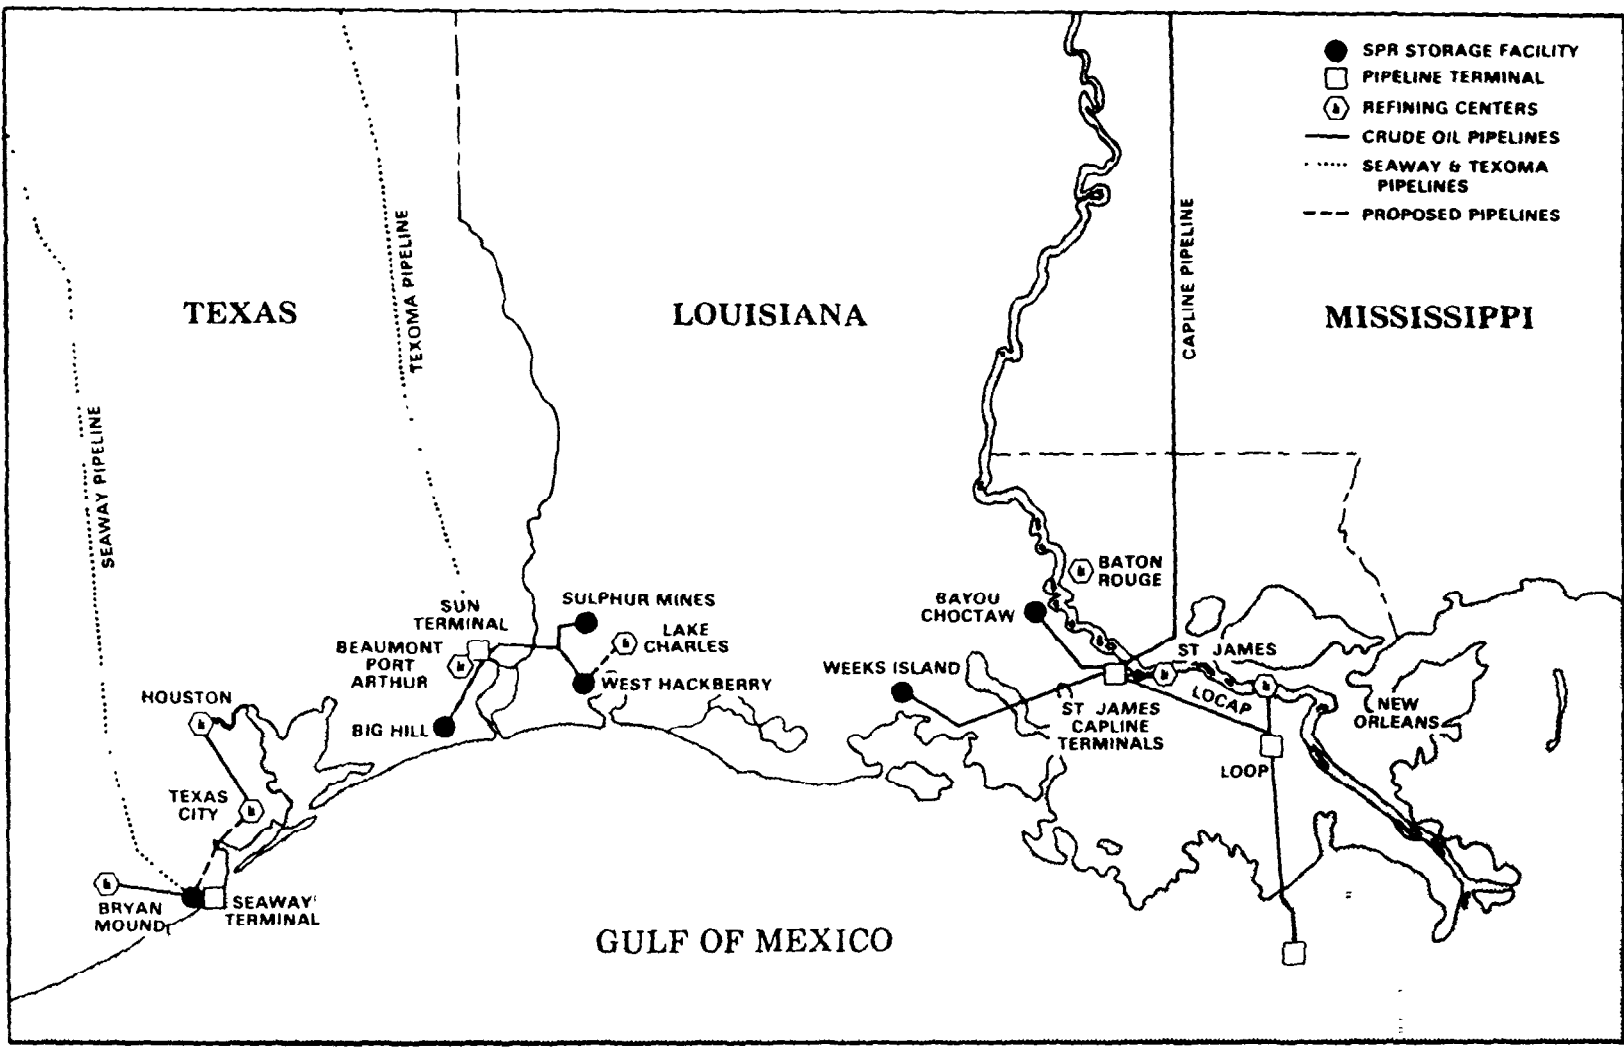 SPR STORAGE FACILITY
PIPELINE TERMINAL
REFINING CENTERS
CRUDE OIL PIPELINES
SEAWAY & TEXOMA
PIPELINES
PROPOSED PIPELINES
TEXAS
LOUISIANA
MISSISSIPPI
TEXOMA PIPELINE
CAPLINE PIPELINE
SEAWAY PIPELINE
BATON
ROUGE
BAYOU
CHOCTAW
SULPHUR MINES
SUN
TERMINAL
LAKE
CHARLES
BEAUMONT
PORT
ARTHUR
ST JAMES
WEEKS ISLAND
WEST HACKBERRY
HOUSTON
BIG HILL
LOCAP
NEW
ORLEANS
ST JAMES
CAPLINE
TERMINALS
LOOP
TEXAS
CITY
BRYAN
MOUND
SEAWAY
TERMINAL
GULF OF MEXICO